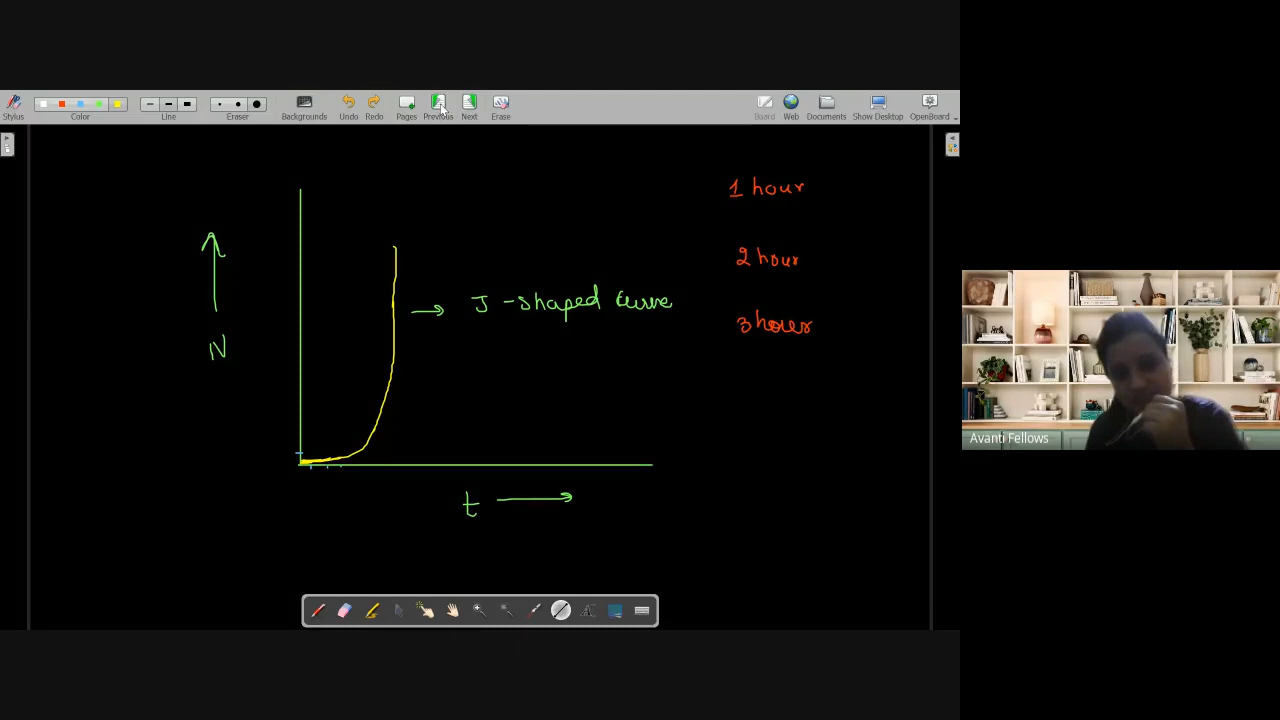 Stylus
Color
Line
Eraser
Backgrounds
Undo
Redo
Pages
Previous
Next
Erase
Board
Web
Documents
Show Desktop
OpenBoard
1 hour
2 hour
J-shaped curve
3 hour
N
t
Avanti Fellows